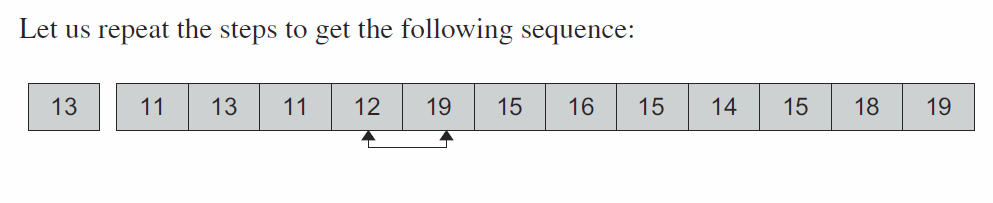 Let us repeat the steps to get the following sequence:
13 11 13 11 12 19 15 16 15 14 15 18 19